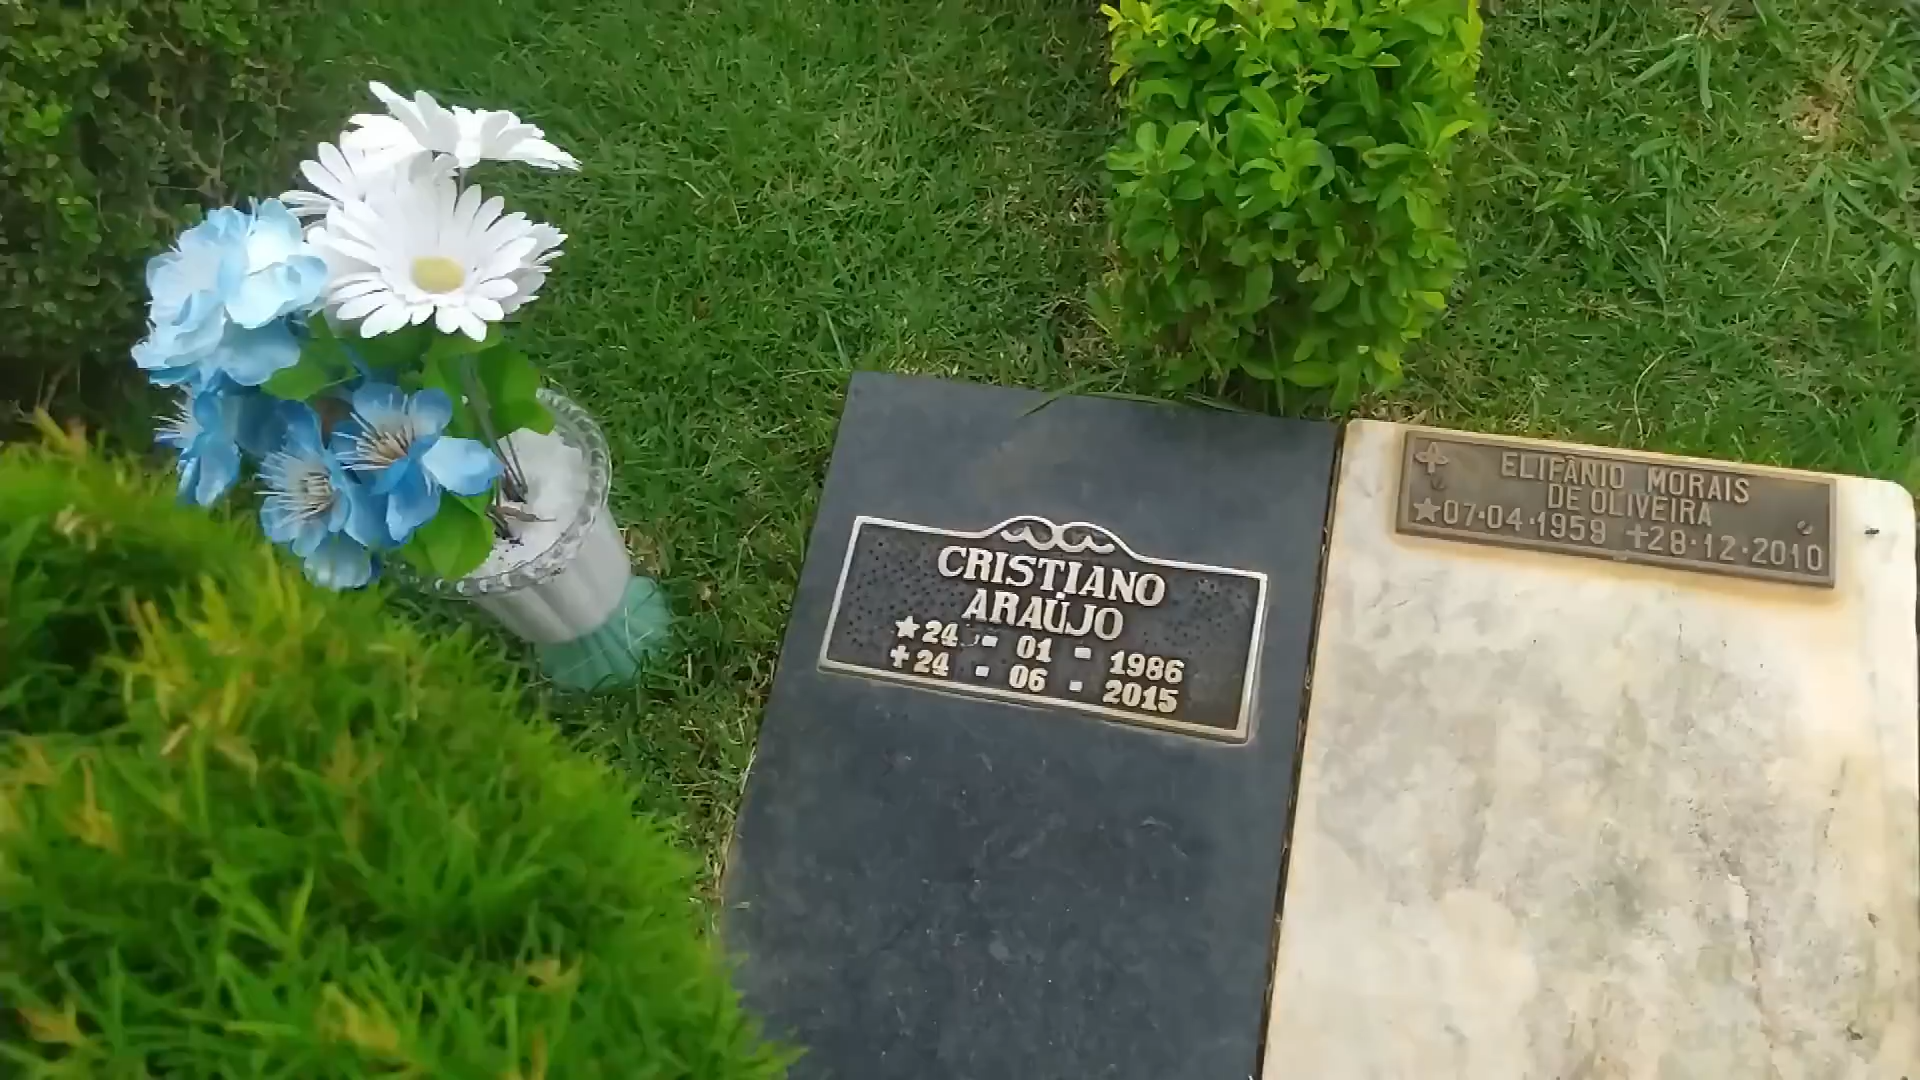 CRISTIANO
ARAÚJO
★24 - 01 - 1986
✝24 - 06 - 2015
ELIFÂNIO MORAIS
DE OLIVEIRA
★07·04·1959 ✝28·12·2010